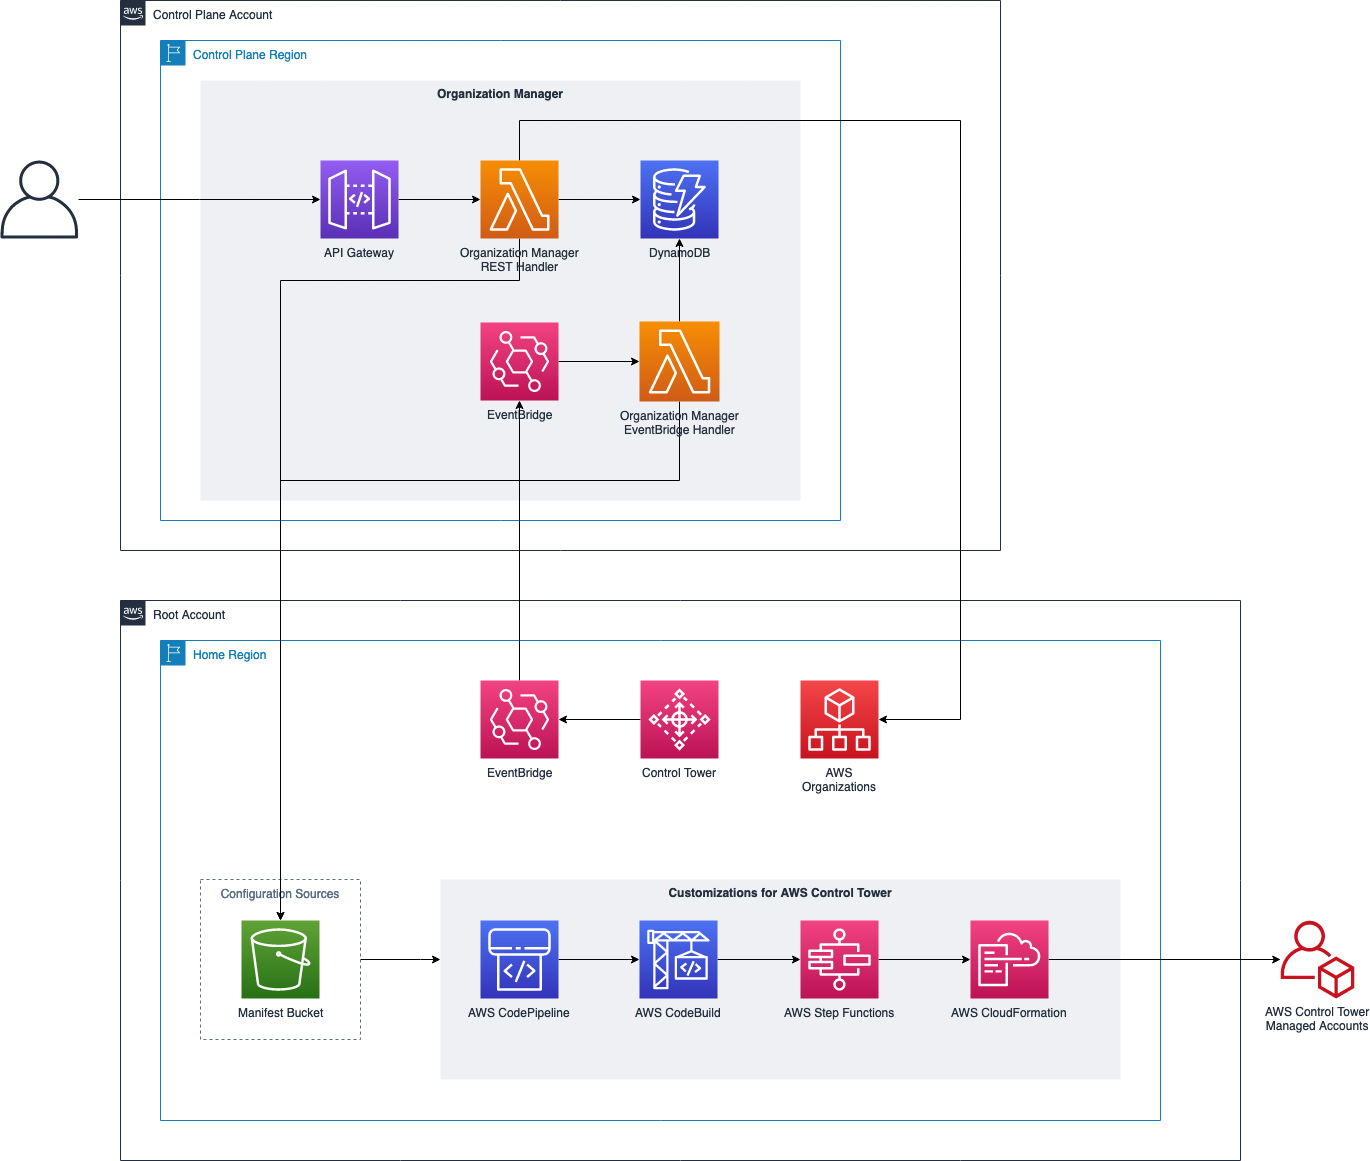 aws
Control Plane Account
Control Plane Region
Organization Manager
API Gateway
Organization Manager
REST Handler
DynamoDB
EventBridge
Organization Manager
EventBridge Handler
aws
Root Account
Home Region
EventBridge
Control Tower
AWS
Organizations
Configuration Sources
Manifest Bucket
Customizations for AWS Control Tower
AWS CodePipeline
AWS CodeBuild
AWS Step Functions
AWS CloudFormation
AWS Control Tower
Managed Accounts